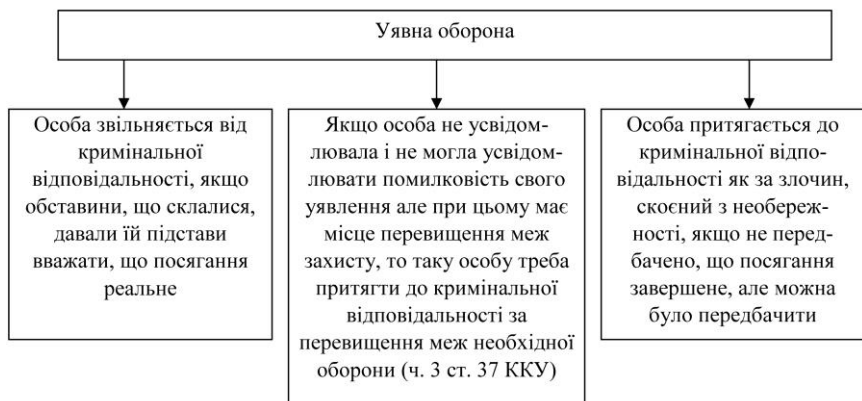 Уявна оборона
Особа звільняється від
кримінальної
відповідальності, якщо
обставини, що склалися,
давали їй підстави
вважати, що посягання
реальне
Якщо особа не усвідом-
лювала і не могла усвідом-
лювати помилковість свого
уявлення але при цьому має
місце перевищення меж
захисту, то таку особу треба
притягти до кримінальної
відповідальності за
перевищення меж необхідної
оборони (ч. 3 ст. 37 ККУ)
Особа притягається до
кримінальної відпо-
відальності як за злочин,
скоєний з необереж-
ності, якщо не перед-
бачено, що посягання
завершене, але можна
було передбачити